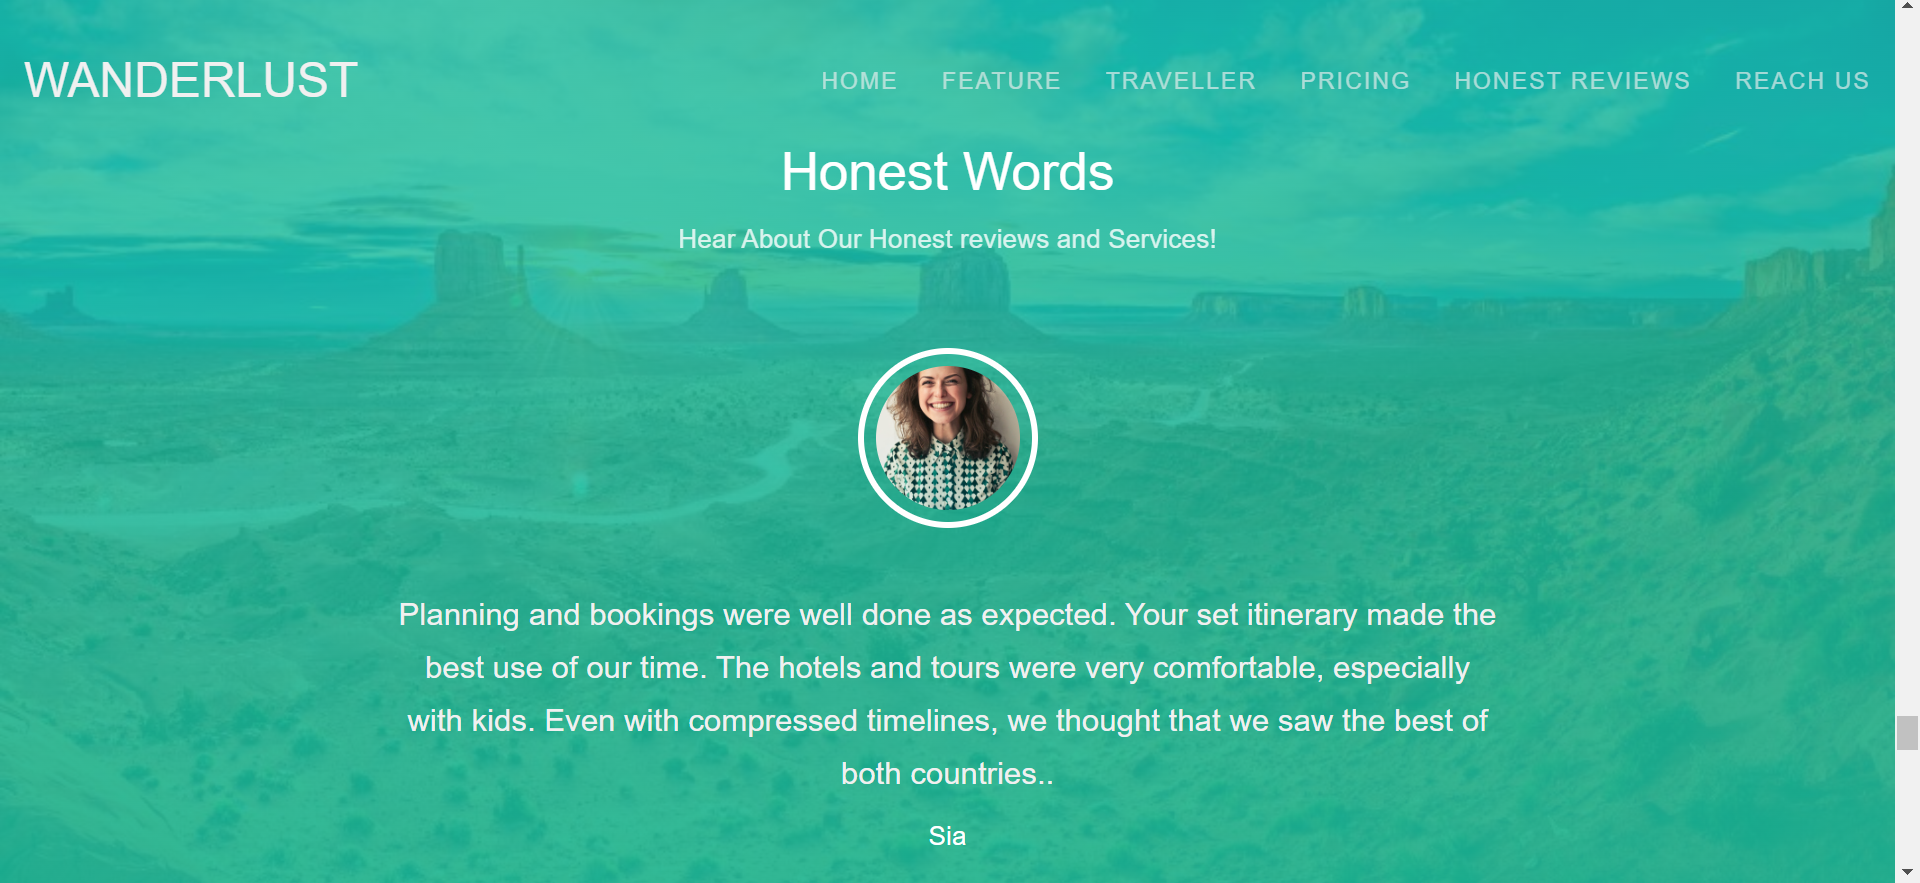 WANDERLUST
HOME FEATURE TRAVELLER PRICING HONEST REVIEWS REACH US
Honest Words
Hear About Our Honest reviews and Services!
Planning and bookings were well done as expected. Your set itinerary made the
best use of our time. The hotels and tours were very comfortable, especially
with kids. Even with compressed timelines, we thought that we saw the best of
both countries..
Sia